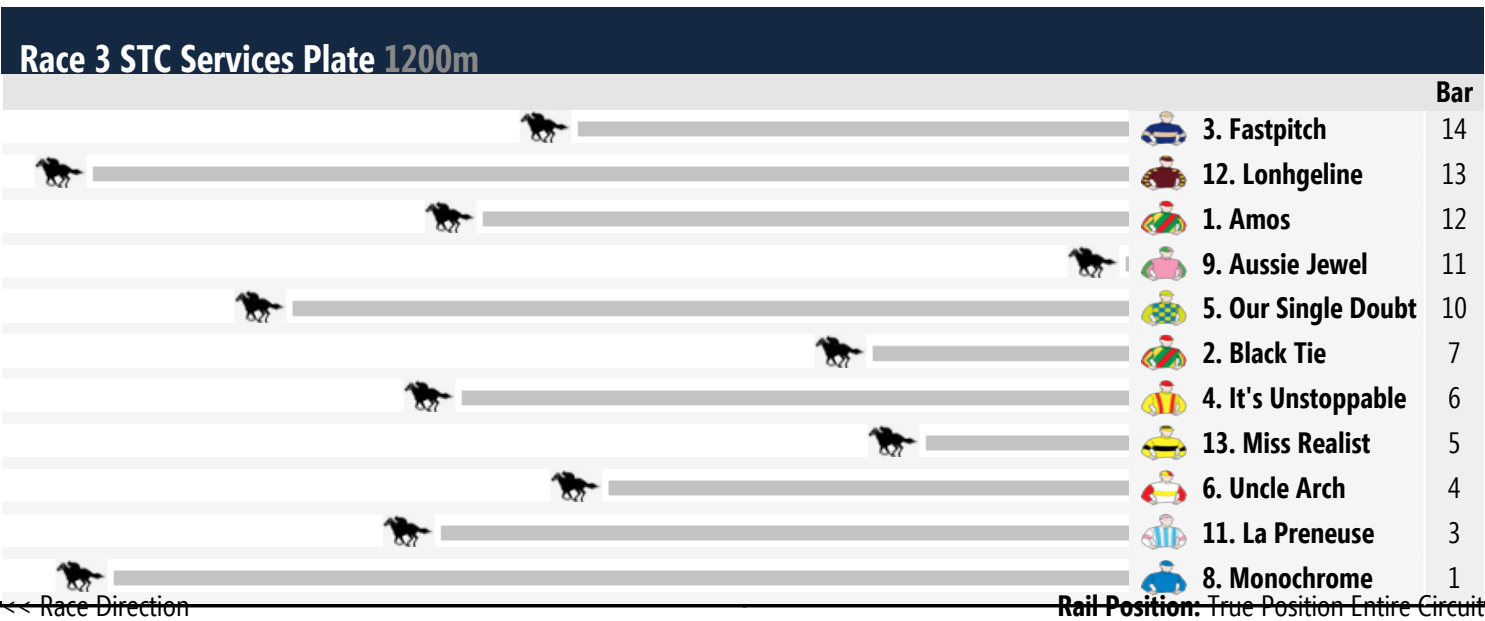 Race 3 STC Services Plate 1200m
Bar
3. Fastpitch 14
12. Lonhgeline 13
1. Amos 12
9. Aussie Jewel 11
5. Our Single Doubt 10
2. Black Tie 7
4. It's Unstoppable 6
13. Miss Realist 5
6. Uncle Arch 4
11. La Preneuse 3
8. Monochrome 1
<< Race Direction Rail Position: True Position Entire Circuit